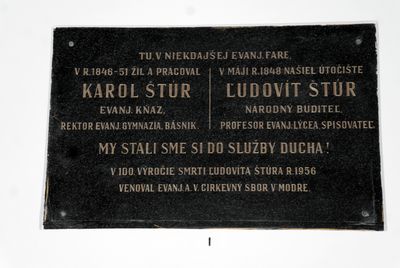 TU, V NIEKDAJŠEJ EVANJ. FARE,
V R. 1846-51 ŽIL A PRACOVAL
KAROL ŠTÚR
EVANJ. KŇAZ,
REKTOR EVANJ. GYMNAZIA, BÁSNIK.
V MÁJI R. 1848 NAŠIEL ÚTOČIŠTE
ĽUDOVÍT ŠTÚR
NÁRODNÝ BUDITEĽ,
PROFESOR EVANJ. LÝCEA, SPISOVATEĽ.
MY STALI SME SI DO SLUŽBY DUCHA!
V 100. VÝROČIE SMRTI ĽUDOVÍTA ŠTÚRA R. 1956
VENOVAL EVANJ. A. V. CIRKEVNÝ SBOR V MODRE.